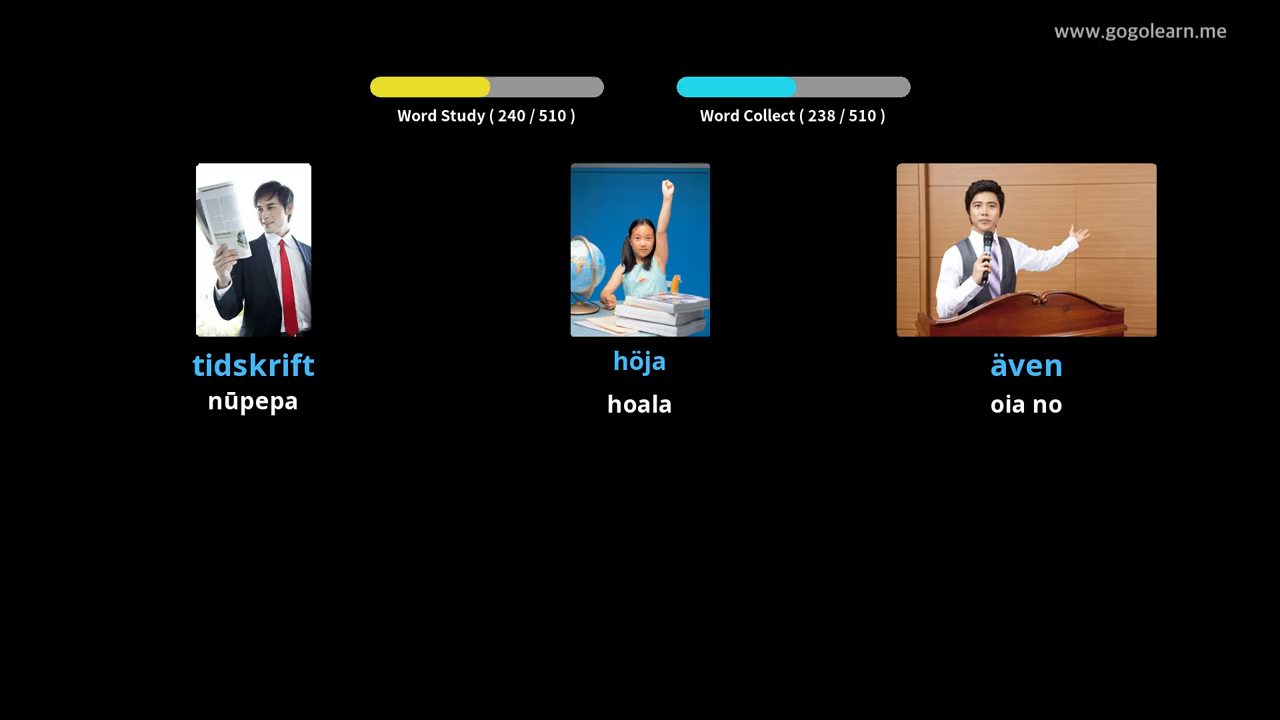 www.gogolearn.me
Word Study ( 240 / 510 )
Word Collect ( 238 / 510 )
tidskrift
nūpepa
höja
hoala
även
oia no